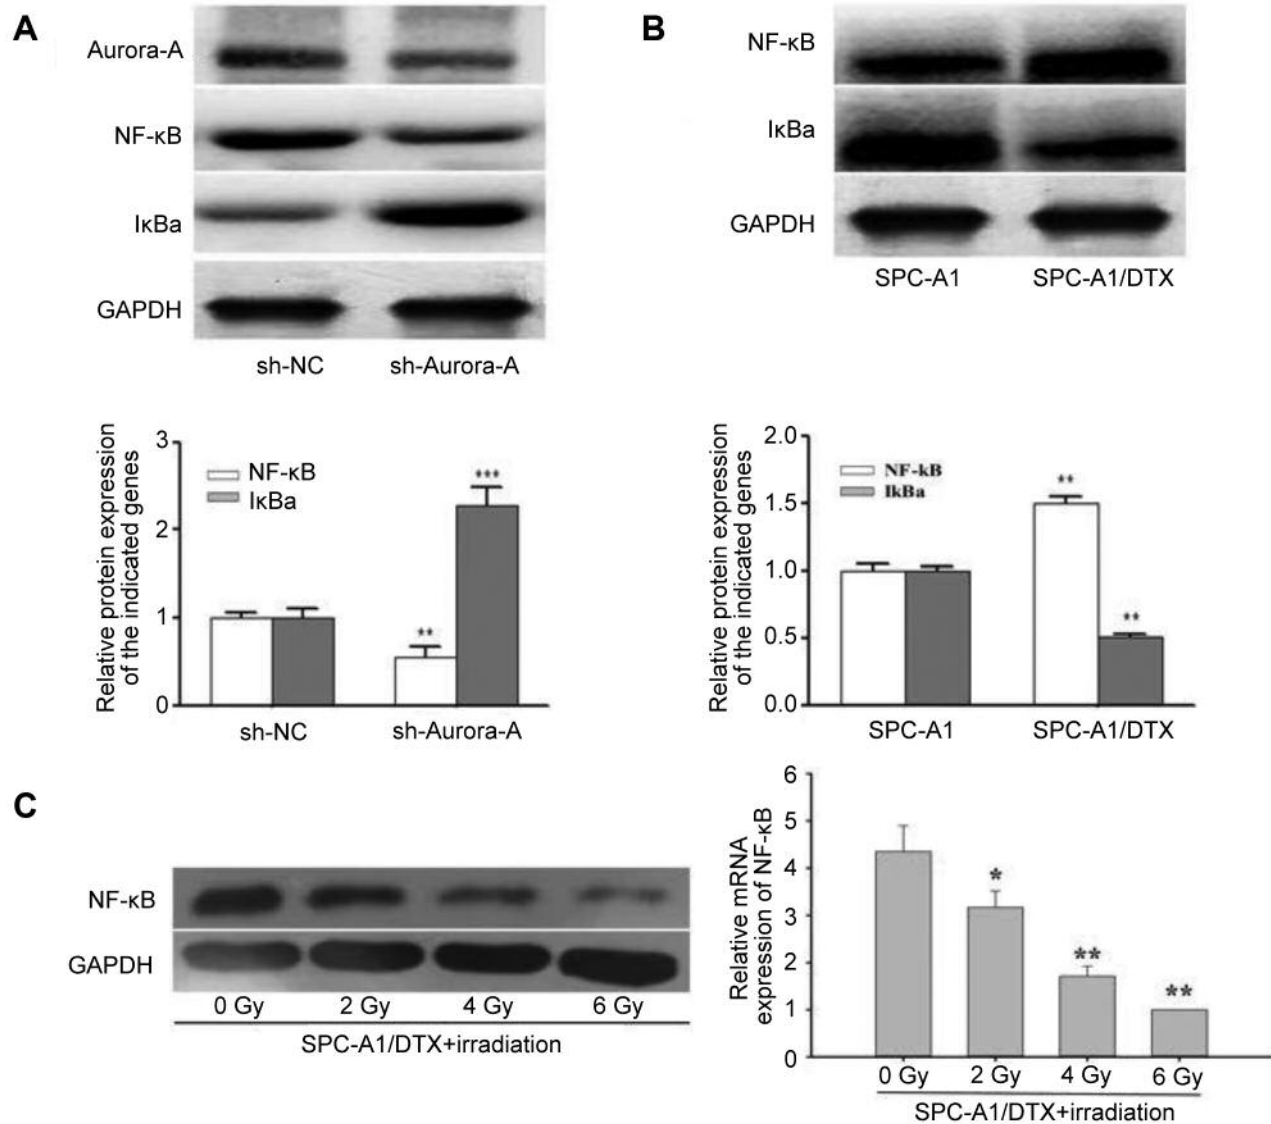 A
Aurora-A
NF-κB
IκBa
GAPDH
sh-NC sh-Aurora-A
B
NF-κB
IκBa
GAPDH
SPC-A1 SPC-A1/DTX
Relative protein expression
of the indicated genes
3
2
1
0
NF-κB
IκBa
***
**
sh-NC sh-Aurora-A
Relative protein expression
of the indicated genes
2.0
1.5
1.0
0.5
0.0
NF-kB
IkBa
**
**
SPC-A1 SPC-A1/DTX
C
NF-κB
GAPDH
0 Gy 2 Gy 4 Gy 6 Gy
SPC-A1/DTX+irradiation
Relative mRNA
expression of NF-κB
6
5
4
3
2
1
0
*
**
**
0 Gy 2 Gy 4 Gy 6 Gy
SPC-A1/DTX+irradiation